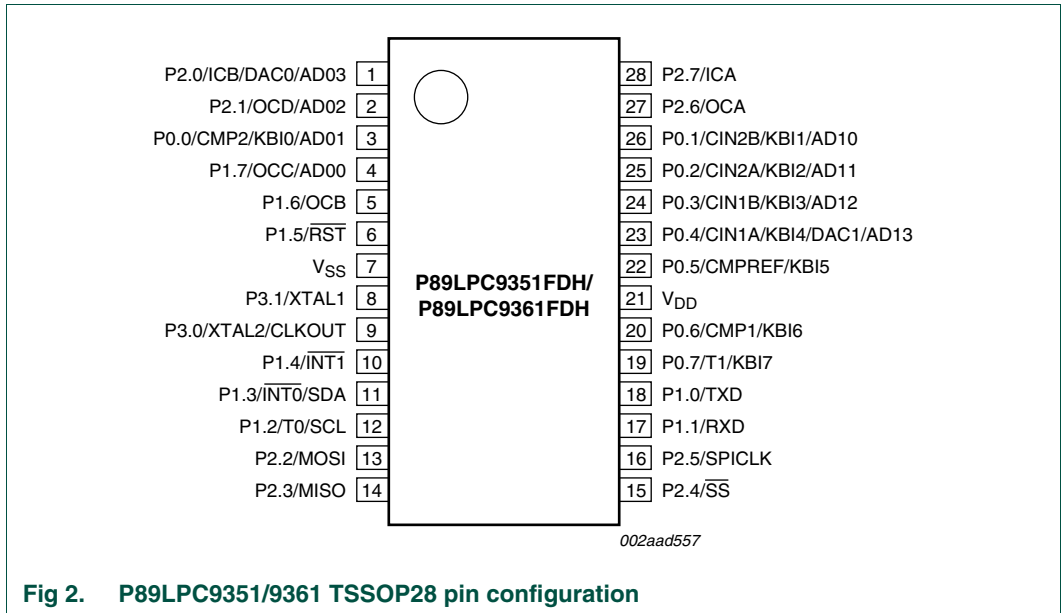 P2.0/ICB/DAC0/AD03 1
P2.1/OCD/AD02 2
P0.0/CMP2/KBI0/AD01 3
P1.7/OCC/AD00 4
P1.6/OCB 5
P1.5/R̅S̅T̅ 6
VSS 7
P3.1/XTAL1 8
P3.0/XTAL2/CLKOUT 9
P1.4/I̅N̅T̅1̅ 10
P1.3/I̅N̅T̅0̅/SDA 11
P1.2/T0/SCL 12
P2.2/MOSI 13
P2.3/MISO 14
P89LPC9351FDH/
P89LPC9361FDH
28 P2.7/ICA
27 P2.6/OCA
26 P0.1/CIN2B/KBI1/AD10
25 P0.2/CIN2A/KBI2/AD11
24 P0.3/CIN1B/KBI3/AD12
23 P0.4/CIN1A/KBI4/DAC1/AD13
22 P0.5/CMPREF/KBI5
21 VDD
20 P0.6/CMP1/KBI6
19 P0.7/T1/KBI7
18 P1.0/TXD
17 P1.1/RXD
16 P2.5/SPICLK
15 P2.4/S̅S̅
002aad557
Fig 2. P89LPC9351/9361 TSSOP28 pin configuration